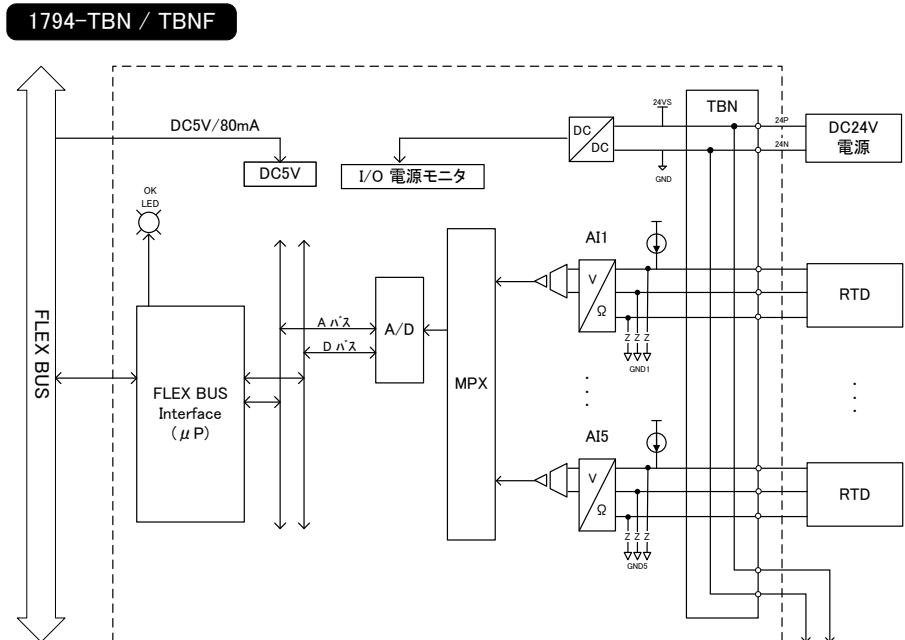 1794-TBN / TBNF
DC5V/80mA
DC5V
I/O 電源モニタ
DC
DC
24VS
GND
TBN
24P
24N
DC24V
電源
OK
LED
FLEX BUS
FLEX BUS
Interface
(μP)
A バス
D バス
A/D
MPX
AI1
V
Ω
Z Z Z
GND1
RTD
AI5
V
Ω
Z Z Z
GND5
RTD